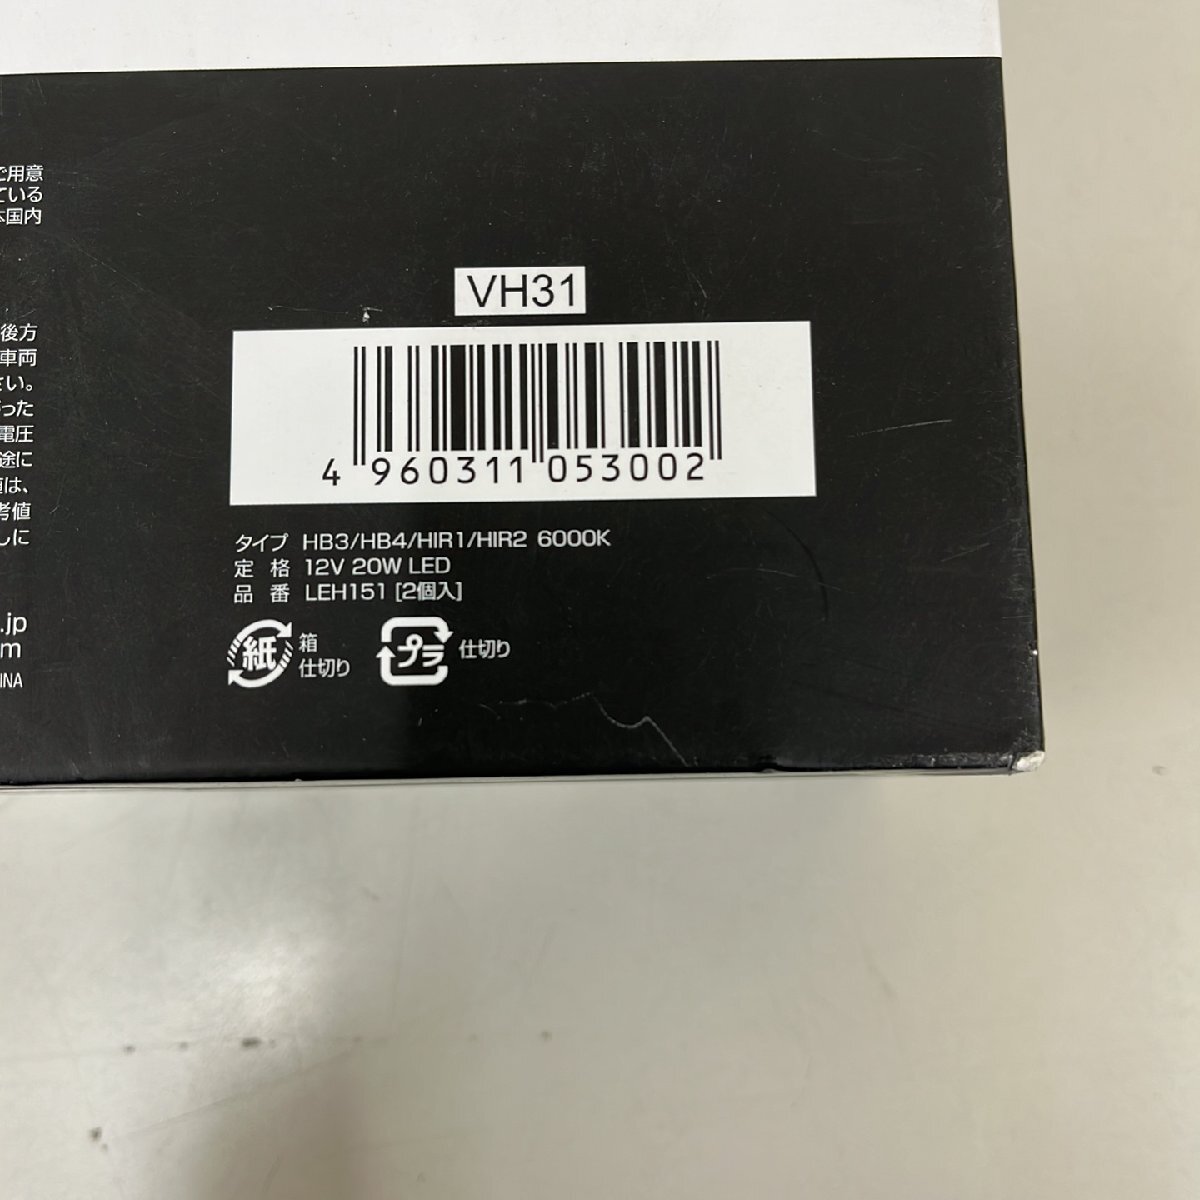 ご用意
ている
本国内
後方
車両
さい。
電圧
途に
値は、
考値
しに
.jp
m
INA
VH31
4 960311 053002
タイプ HB3/HB4/HIR1/HIR2 6000K
定 格 12V 20W LED
品 番 LEH151 [2個入]
紙 箱
仕切り
プラ 仕切り